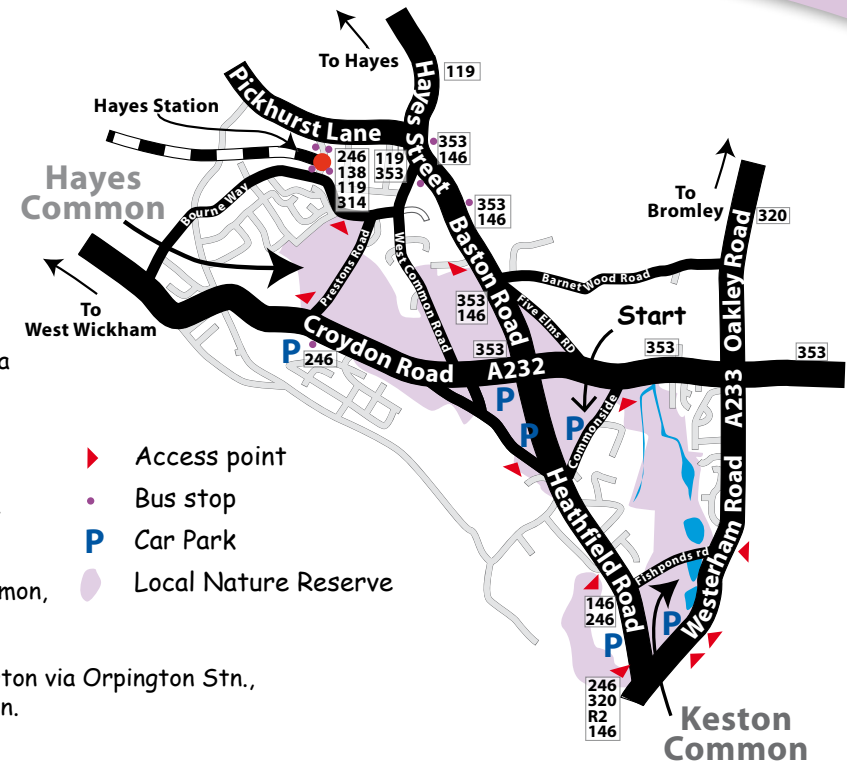 To Hayes
Hayes Street
119
Pickhurst Lane
Hayes Station
353
146
246
138
119
314
119
353
Hayes
Common
Bourne Way
353
146
To
Bromley
320
Oakley Road
To
West Wickham
Prestons Road
West Common Road
Baston Road
Barnet Wood Road
353
146
Five Elms RD
Start
Croydon Road
A232
353
353
353
P
246
a
P
P
P
Commonside
A233
Access point
Bus stop
P
Car Park
Local Nature Reserve
mon,
Heathfield Road
Fishponds rd
Westerham Road
146
246
P
P
ton via Orpington Stn.,
n.
246
320
R2
146
Keston
Common